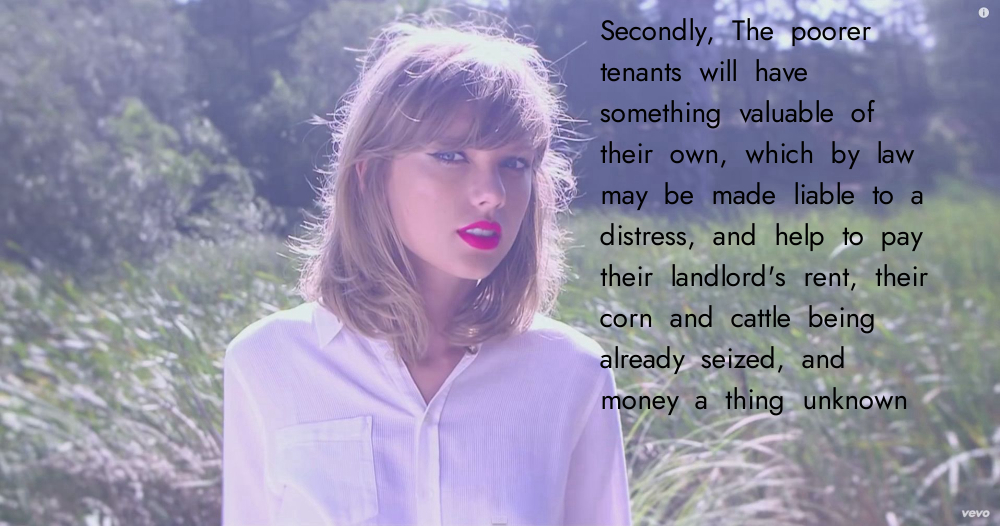 Secondly, The poorer
tenants will have
something valuable of
their own, which by law
may be made liable to a
distress, and help to pay
their landlord's rent, their
corn and cattle being
already seized, and
money a thing unknown
vevo